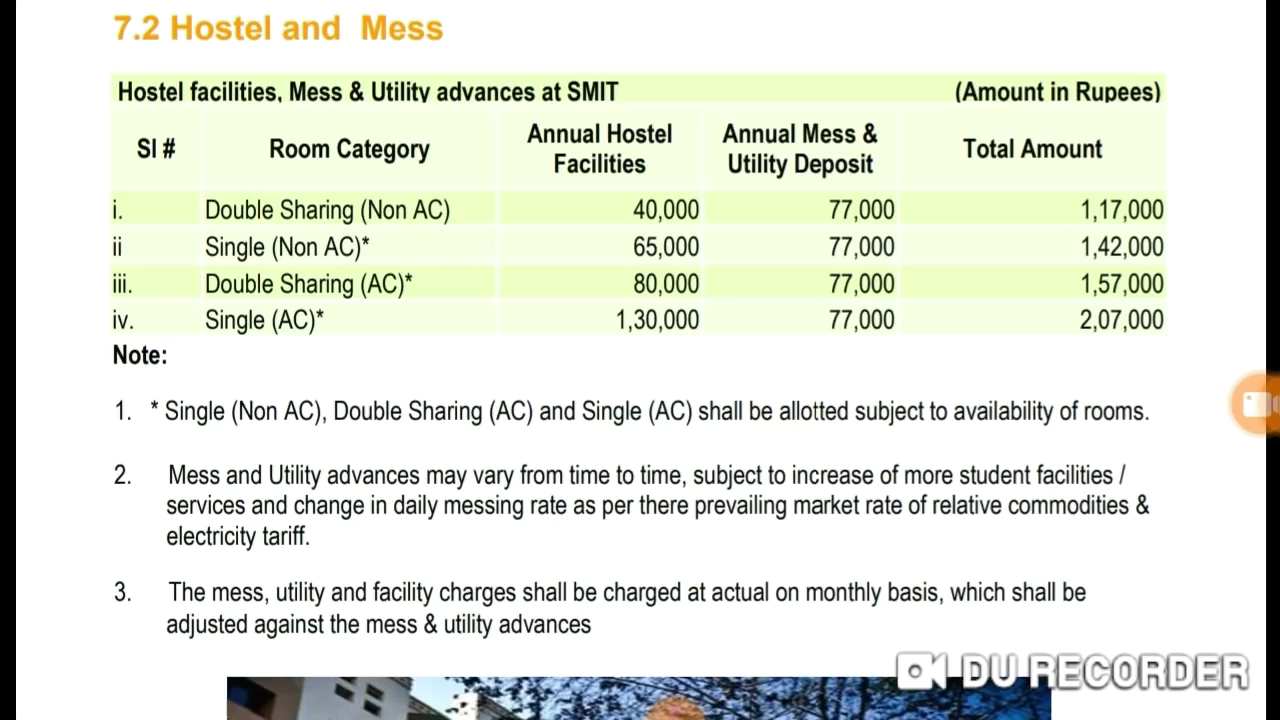 7.2 Hostel and Mess
Hostel facilities, Mess & Utility advances at SMIT (Amount in Rupees)
Sl # Room Category Annual Hostel Facilities Annual Mess & Utility Deposit Total Amount
i. Double Sharing (Non AC) 40,000 77,000 1,17,000
ii Single (Non AC)* 65,000 77,000 1,42,000
iii. Double Sharing (AC)* 80,000 77,000 1,57,000
iv. Single (AC)* 1,30,000 77,000 2,07,000
Note:
1. * Single (Non AC), Double Sharing (AC) and Single (AC) shall be allotted subject to availability of rooms.
2. Mess and Utility advances may vary from time to time, subject to increase of more student facilities /
services and change in daily messing rate as per there prevailing market rate of relative commodities &
electricity tariff.
3. The mess, utility and facility charges shall be charged at actual on monthly basis, which shall be
adjusted against the mess & utility advances
DU RECORDER